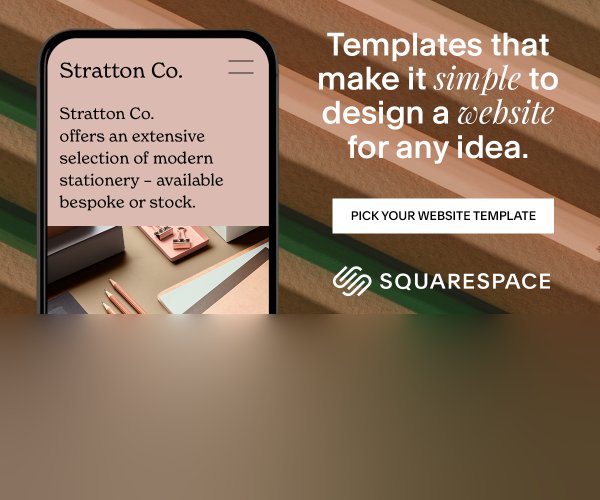 Stratton Co.
Stratton Co.
offers an extensive
selection of modern
stationery – available
bespoke or stock.
Templates that
make it simple to
design a website
for any idea.
PICK YOUR WEBSITE TEMPLATE
SQUARESPACE